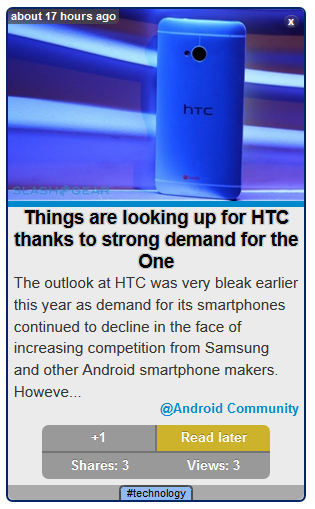 about 17 hours ago
x
hTC
SLASH GEAR
Things are looking up for HTC
thanks to strong demand for the
One
The outlook at HTC was very bleak earlier
this year as demand for its smartphones
continued to decline in the face of
increasing competition from Samsung
and other Android smartphone makers.
Howeve...
@Android Community
+1
Read later
Shares: 3
Views: 3
#technology